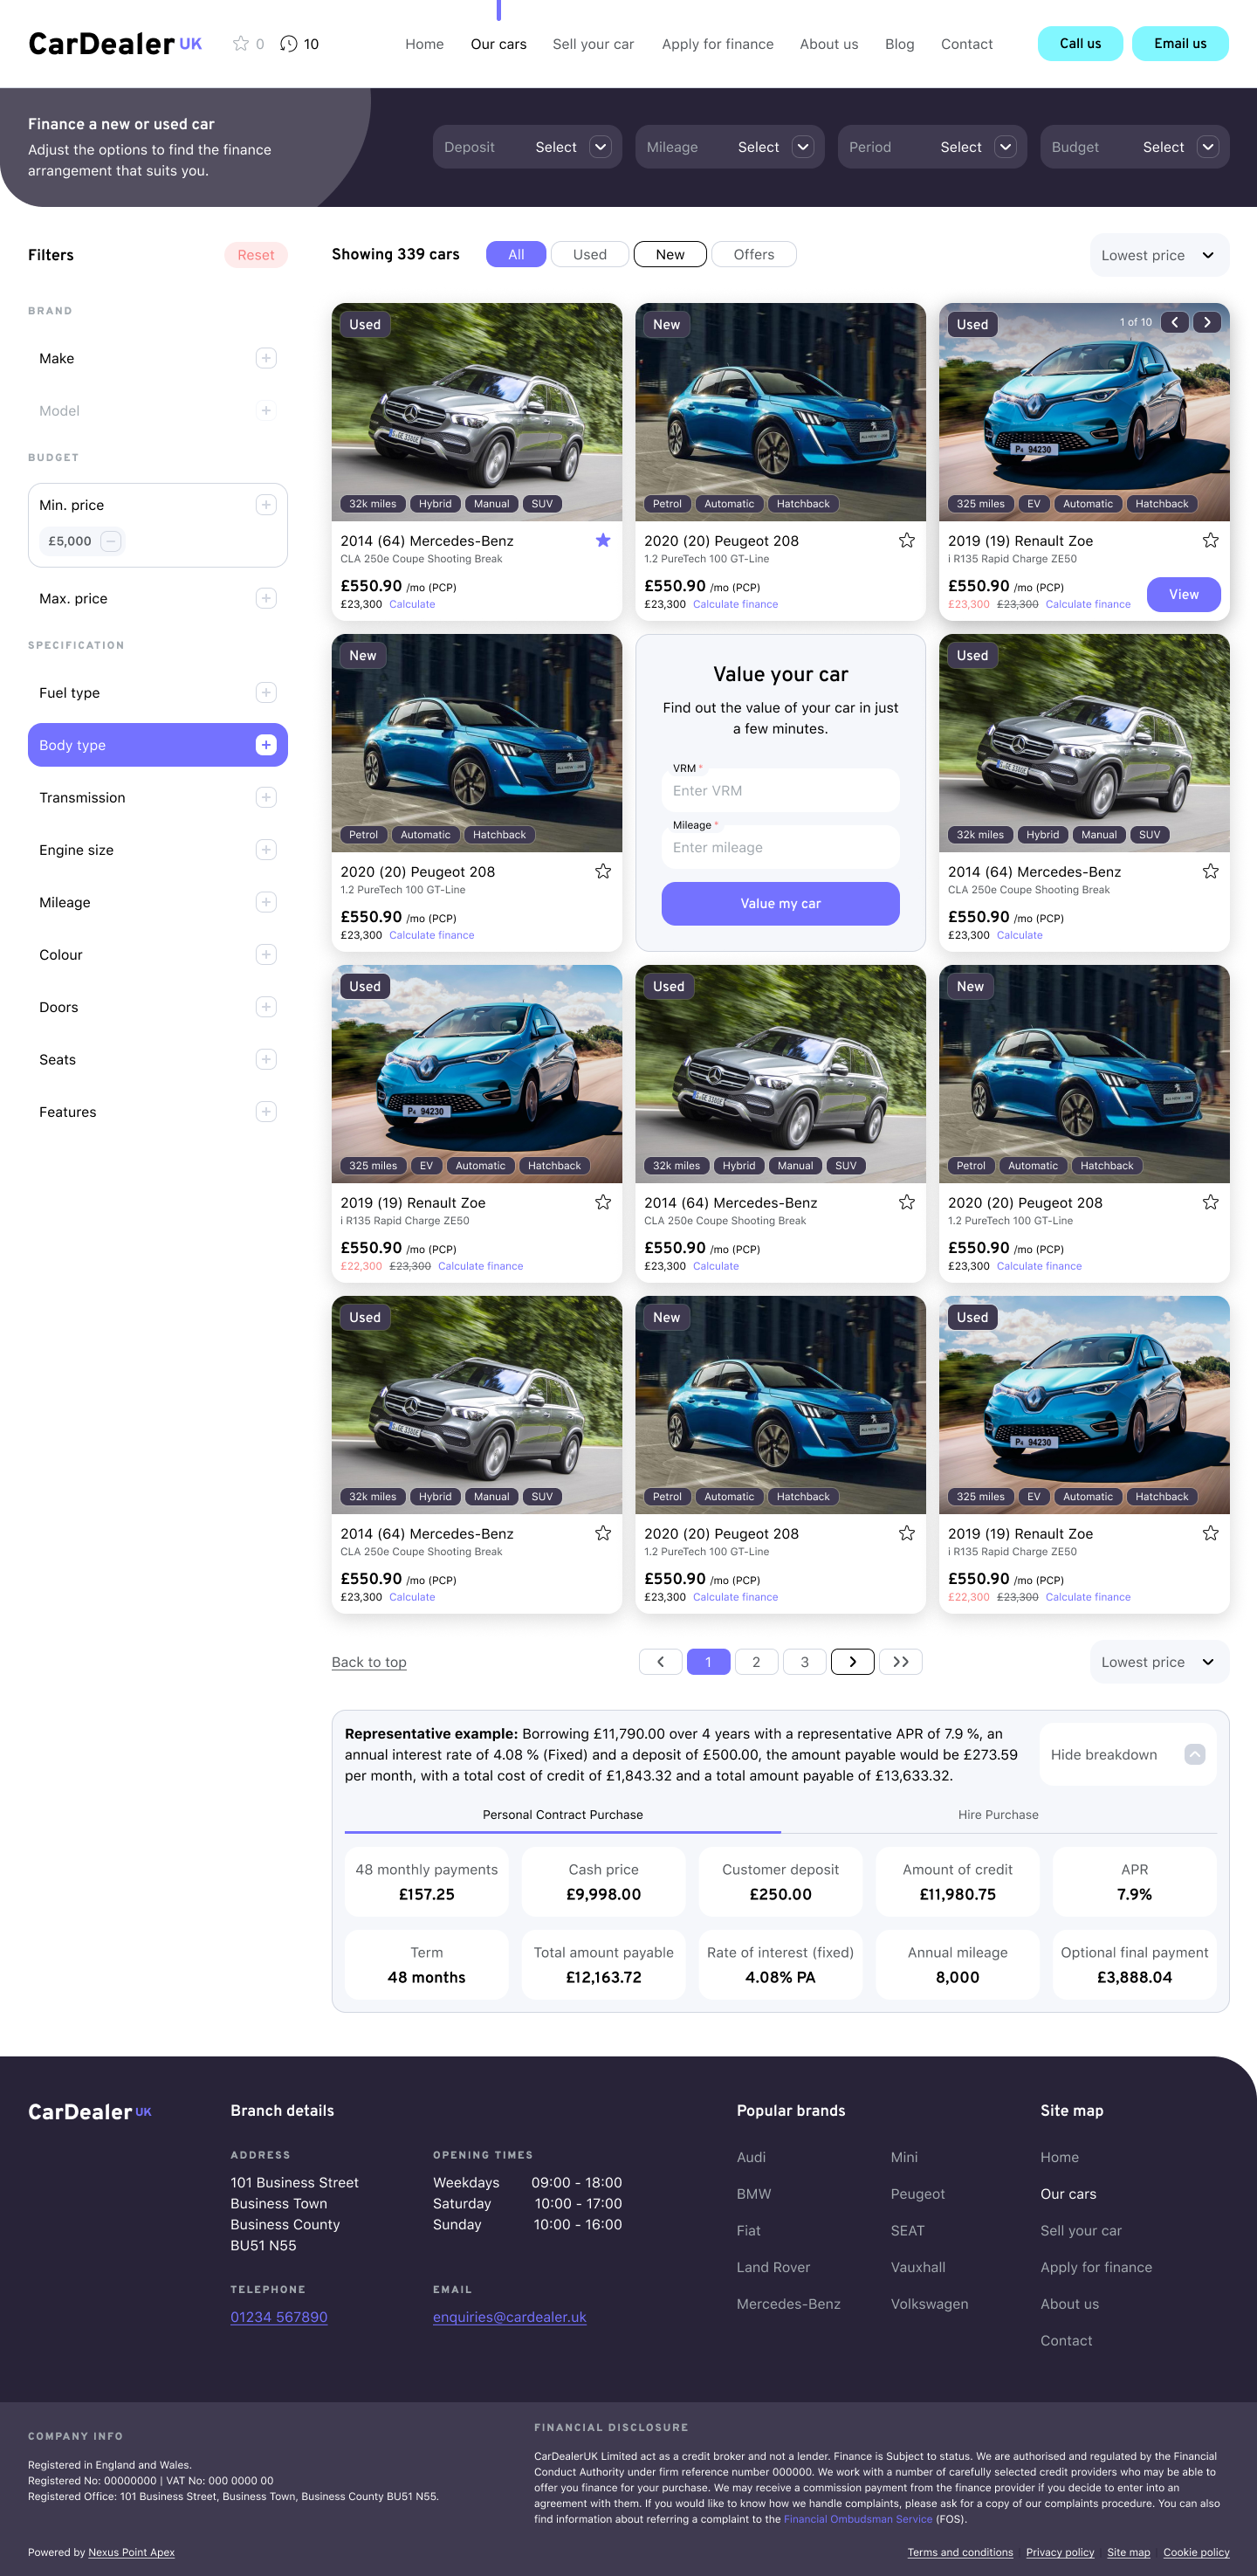 CarDealer UK
0
10
Home
Our cars
Sell your car
Apply for finance
About us
Blog
Contact
Call us
Email us
Finance a new or used car
Adjust the options to find the finance
arrangement that suits you.
Deposit Select
Mileage Select
Period Select
Budget Select
Filters
Reset
BRAND
Make
Model
BUDGET
Min. price
£5,000
Max. price
SPECIFICATION
Fuel type
Body type
Transmission
Engine size
Mileage
Colour
Doors
Seats
Features
Showing 339 cars
All
Used
New
Offers
Lowest price
Used
32k miles Hybrid Manual SUV
2014 (64) Mercedes-Benz
CLA 250e Coupe Shooting Break
£550.90 /mo (PCP)
£23,300 Calculate
New
Petrol Automatic Hatchback
2020 (20) Peugeot 208
1.2 PureTech 100 GT-Line
£550.90 /mo (PCP)
£23,300 Calculate finance
Used
1 of 10
94230
325 miles EV Automatic Hatchback
2019 (19) Renault Zoe
i R135 Rapid Charge ZE50
£550.90 /mo (PCP)
£23,300 £23,300 Calculate finance
View
New
Petrol Automatic Hatchback
2020 (20) Peugeot 208
1.2 PureTech 100 GT-Line
£550.90 /mo (PCP)
£23,300 Calculate finance
Value your car
Find out the value of your car in just
a few minutes.
VRM *
Enter VRM
Mileage *
Enter mileage
Value my car
Used
32k miles Hybrid Manual SUV
2014 (64) Mercedes-Benz
CLA 250e Coupe Shooting Break
£550.90 /mo (PCP)
£23,300 Calculate
Used
94230
325 miles EV Automatic Hatchback
2019 (19) Renault Zoe
i R135 Rapid Charge ZE50
£550.90 /mo (PCP)
£22,300 £23,300 Calculate finance
Used
32k miles Hybrid Manual SUV
2014 (64) Mercedes-Benz
CLA 250e Coupe Shooting Break
£550.90 /mo (PCP)
£23,300 Calculate
New
Petrol Automatic Hatchback
2020 (20) Peugeot 208
1.2 PureTech 100 GT-Line
£550.90 /mo (PCP)
£23,300 Calculate finance
Used
32k miles Hybrid Manual SUV
2014 (64) Mercedes-Benz
CLA 250e Coupe Shooting Break
£550.90 /mo (PCP)
£23,300 Calculate
New
Petrol Automatic Hatchback
2020 (20) Peugeot 208
1.2 PureTech 100 GT-Line
£550.90 /mo (PCP)
£23,300 Calculate finance
Used
94230
325 miles EV Automatic Hatchback
2019 (19) Renault Zoe
i R135 Rapid Charge ZE50
£550.90 /mo (PCP)
£22,300 £23,300 Calculate finance
Back to top
1
2
3
Lowest price
Representative example: Borrowing £11,790.00 over 4 years with a representative APR of 7.9 %, an
annual interest rate of 4.08 % (Fixed) and a deposit of £500.00, the amount payable would be £273.59
per month, with a total cost of credit of £1,843.32 and a total amount payable of £13,633.32.
Hide breakdown
Personal Contract Purchase
Hire Purchase
48 monthly payments
£157.25
Cash price
£9,998.00
Customer deposit
£250.00
Amount of credit
£11,980.75
APR
7.9%
Term
48 months
Total amount payable
£12,163.72
Rate of interest (fixed)
4.08% PA
Annual mileage
8,000
Optional final payment
£3,888.04
CarDealer UK
Branch details
ADDRESS
101 Business Street
Business Town
Business County
BU51 N55
OPENING TIMES
Weekdays 09:00 - 18:00
Saturday 10:00 - 17:00
Sunday 10:00 - 16:00
TELEPHONE
01234 567890
EMAIL
enquiries@cardealer.uk
Popular brands
Audi
BMW
Fiat
Land Rover
Mercedes-Benz
Mini
Peugeot
SEAT
Vauxhall
Volkswagen
Site map
Home
Our cars
Sell your car
Apply for finance
About us
Contact
COMPANY INFO
Registered in England and Wales.
Registered No: 00000000 | VAT No: 000 0000 00
Registered Office: 101 Business Street, Business Town, Business County BU51 N55.
FINANCIAL DISCLOSURE
CarDealerUK Limited act as a credit broker and not a lender. Finance is Subject to status. We are authorised and regulated by the Financial
Conduct Authority under firm reference number 000000. We work with a number of carefully selected credit providers who may be able to
offer you finance for your purchase. We may receive a commission payment from the finance provider if you decide to enter into an
agreement with them. If you would like to know how we handle complaints, please ask for a copy of our complaints procedure. You can also
find information about referring a complaint to the Financial Ombudsman Service (FOS).
Powered by Nexus Point Apex
Terms and conditions
Privacy policy
Site map
Cookie policy